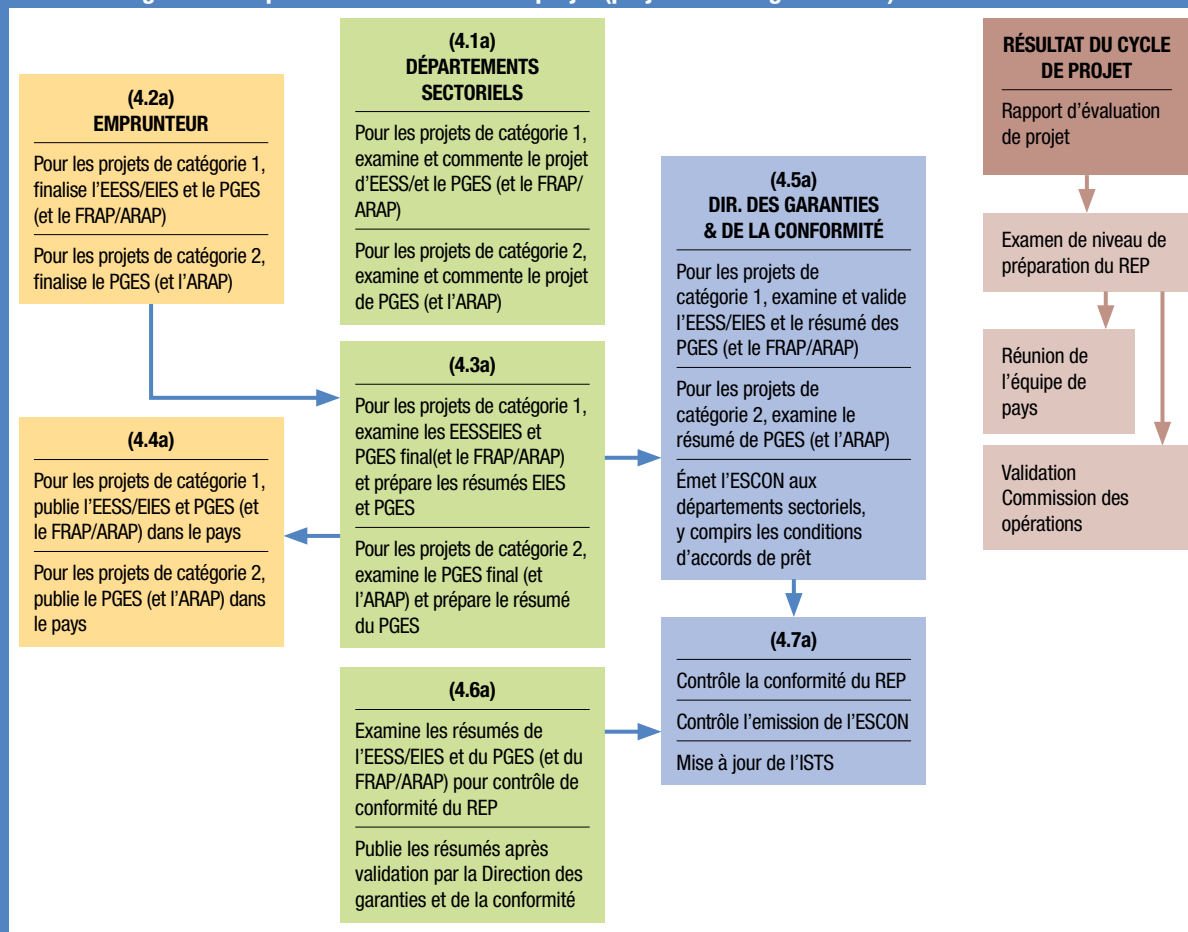 (4.2a)
EMPRUNTEUR
Pour les projets de catégorie 1,
finalise l'EESS/EIES et le PGES
(et le FRAP/ARAP)
Pour les projets de catégorie 2,
finalise le PGES (et l'ARAP)
(4.4a)
Pour les projets de catégorie 1,
publie l'EESS/EIES et PGES (et
le FRAP/ARAP) dans le pays
Pour les projets de catégorie 2,
publie le PGES (et l'ARAP) dans
le pays
(4.1a)
DÉPARTEMENTS
SECTORIELS
Pour les projets de catégorie 1,
examine et commente le projet
d'EESS/et le PGES (et le FRAP/
ARAP)
Pour les projets de catégorie 2,
examine et commente le projet
de PGES (et l'ARAP)
(4.3a)
Pour les projets de catégorie 1,
examine les EESSEIES et
PGES final(et le FRAP/ARAP)
et prépare les résumés EIES
et PGES
Pour les projets de catégorie 2,
examine le PGES final (et
l'ARAP) et prépare le résumé
du PGES
(4.6a)
Examine les résumés de
l'EESS/EIES et du PGES (et du
FRAP/ARAP) pour contrôle de
conformité du REP
Publie les résumés après
validation par la Direction des
garanties et de la conformité
(4.5a)
DIR. DES GARANTIES
& DE LA CONFORMITÉ
Pour les projets de
catégorie 1, examine et valide
l'EESS/EIES et le résumé des
PGES (et le FRAP/ARAP)
Pour les projets de
catégorie 2, examine le
résumé de PGES (et l'ARAP)
Émet l'ESCON aux
départements sectoriels,
y compirs les conditions
d'accords de prêt
(4.7a)
Contrôle la conformité du REP
Contrôle l'emission de l'ESCON
Mise à jour de l'ISTS
RÉSULTAT DU CYCLE
DE PROJET
Rapport d'évaluation
de projet
Examen de niveau de
préparation du REP
Réunion de
l'équipe de
pays
Validation
Commission des
opérations